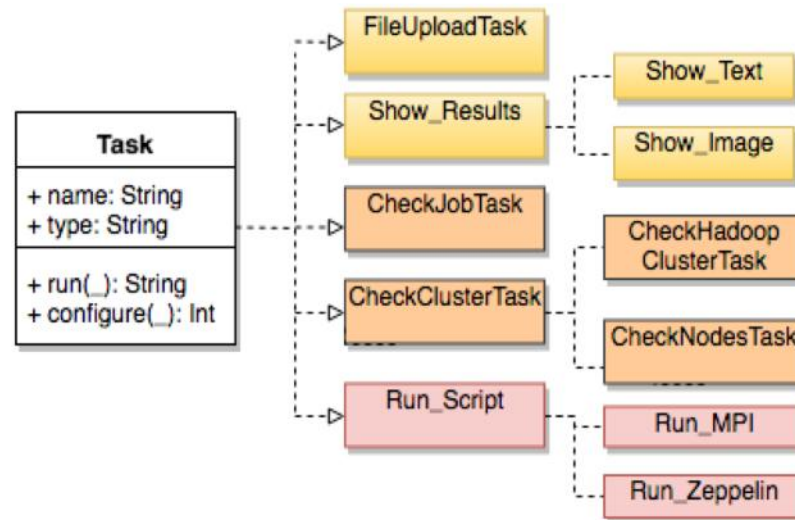 Task
+ name: String
+ type: String
+ run(_): String
+ configure(_): Int
FileUploadTask
Show_Results
CheckJobTask
CheckClusterTask
Run_Script
Show_Text
Show_Image
CheckHadoop
ClusterTask
CheckNodesTask
Run_MPI
Run_Zeppelin